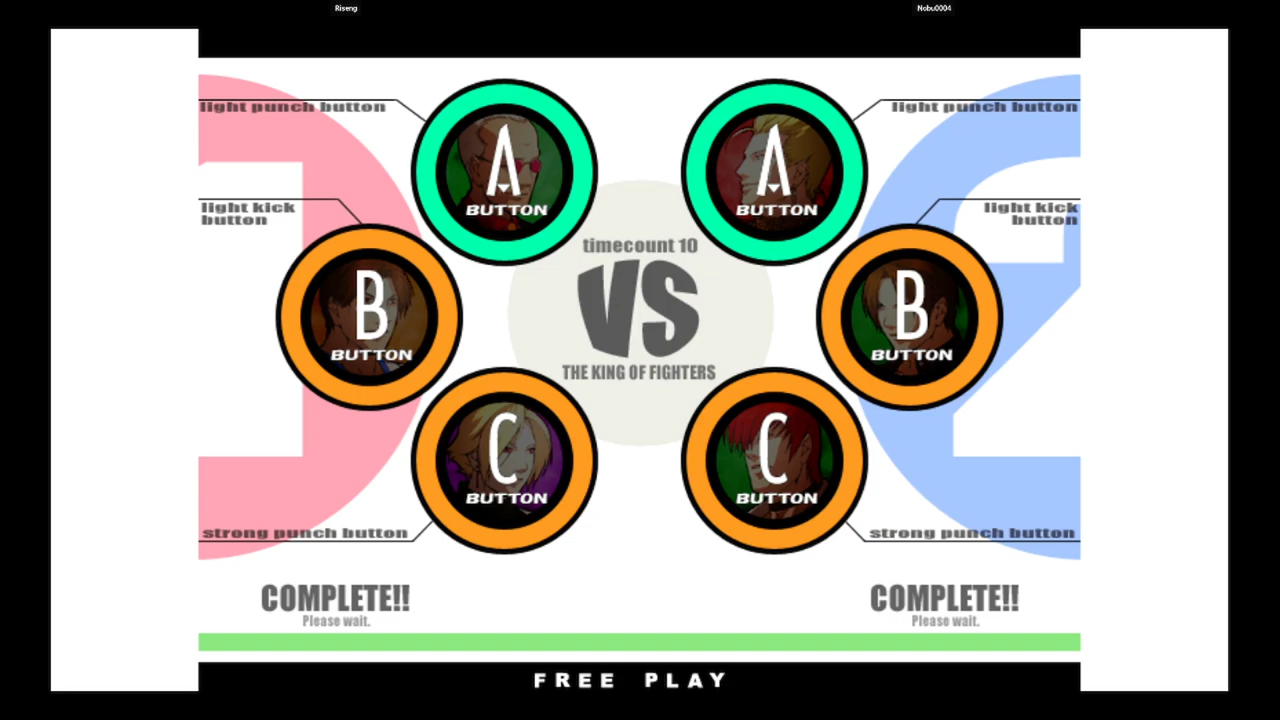 Riseng
Nobu0004
light punch button
light punch button
A
BUTTON
A
BUTTON
light kick
button
light kick
button
timecount 10
VS
THE KING OF FIGHTERS
B
BUTTON
B
BUTTON
C
BUTTON
C
BUTTON
strong punch button
strong punch button
COMPLETE!!
Please wait.
COMPLETE!!
Please wait.
FREE PLAY
1
2